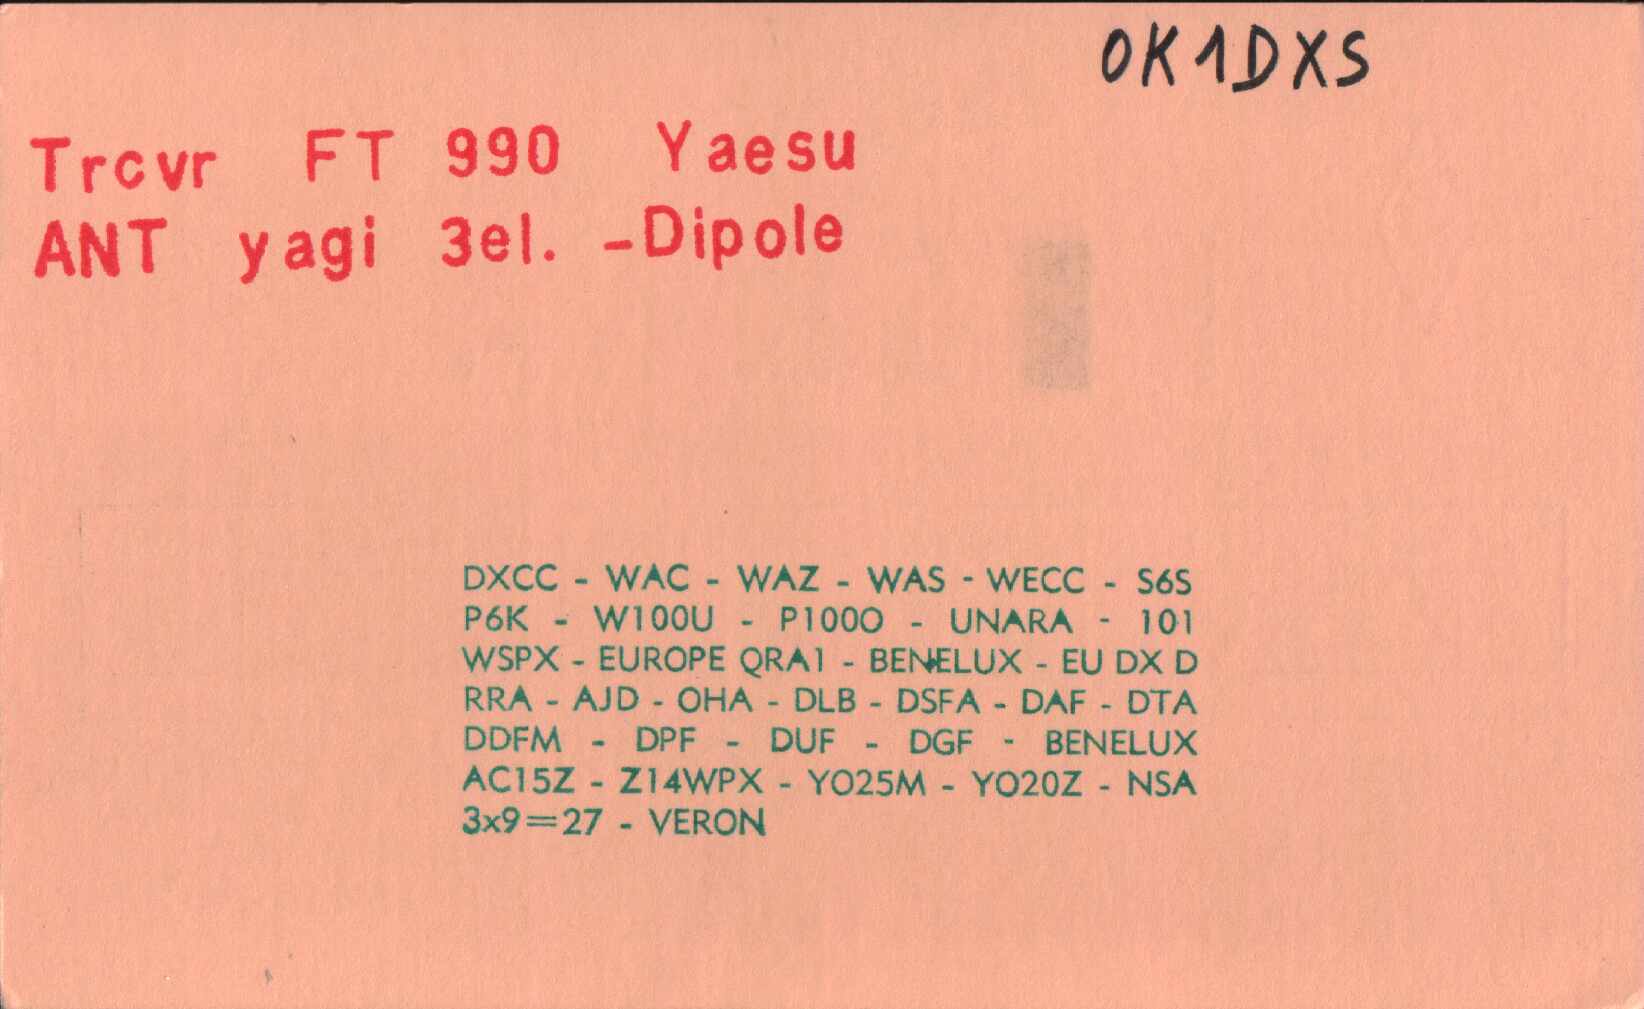 OK1DXS
Trcvr FT 990 Yaesu
ANT yagi 3el. -Dipole
DXCC - WAC - WAZ - WAS - WECC - S6S
P6K - W100U - P100O - UNARA - 101
WSPX - EUROPE QRA1 - BENELUX - EU DX D
RRA - AJD - OHA - DLB - DSFA - DAF - DTA
DDFM - DPF - DUF - DGF - BENELUX
AC15Z - Z14WPX - YO25M - YO20Z - NSA
3x9=27 - VERON